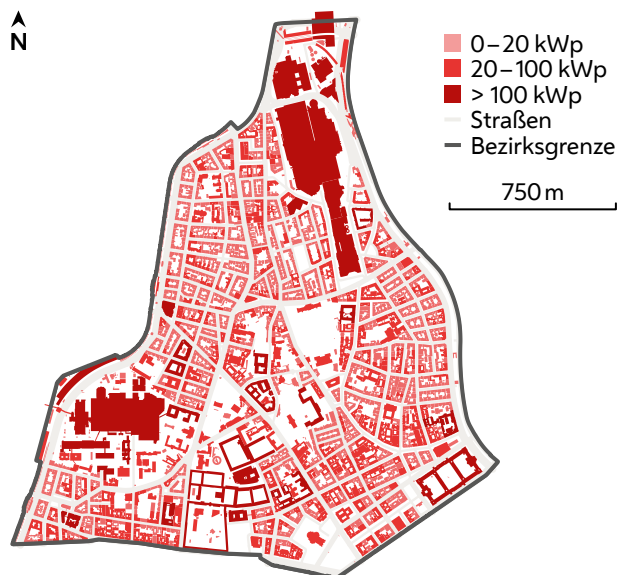 N
0–20 kWp
20–100 kWp
> 100 kWp
Straßen
Bezirksgrenze
750 m